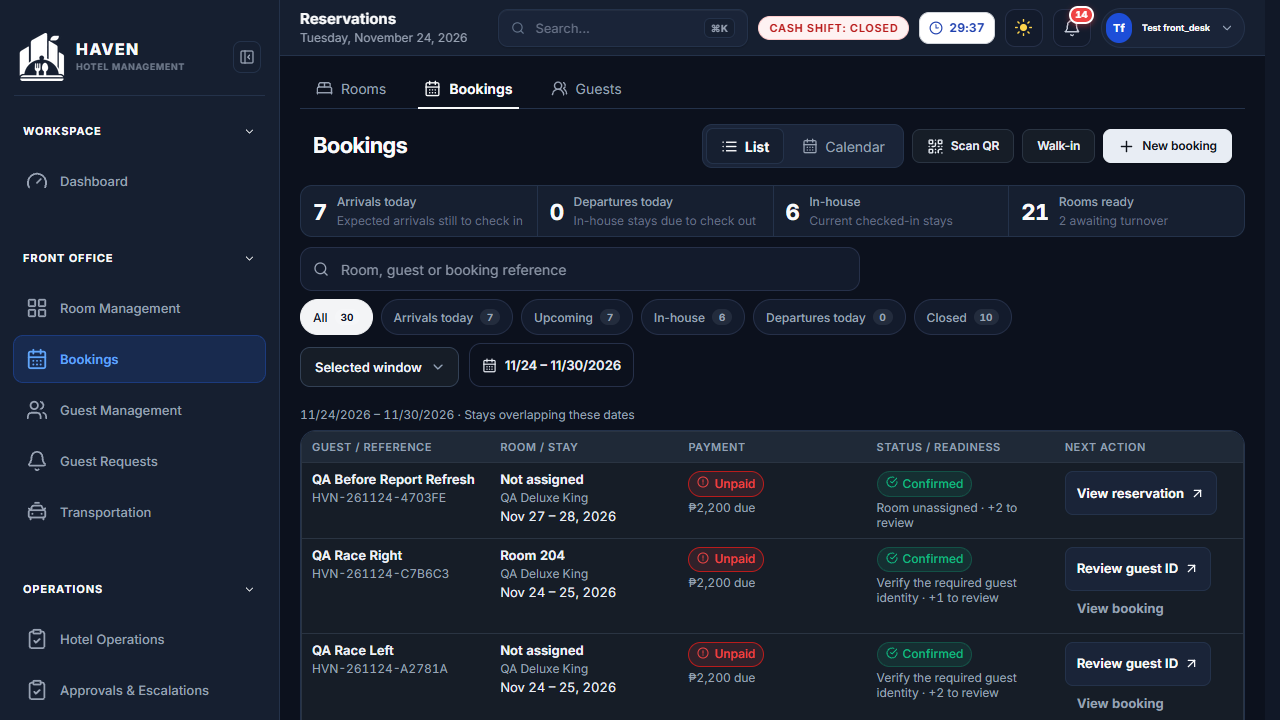 HAVEN
HOTEL MANAGEMENT
WORKSPACE
Dashboard
FRONT OFFICE
Room Management
Bookings
Guest Management
Guest Requests
Transportation
OPERATIONS
Hotel Operations
Approvals & Escalations
Reservations
Tuesday, November 24, 2026
Search...
⌘K
CASH SHIFT: CLOSED
29:37
14
Tf
Test front_desk
Rooms
Bookings
Guests
Bookings
List
Calendar
Scan QR
Walk-in
New booking
7
Arrivals today
Expected arrivals still to check in
0
Departures today
In-house stays due to check out
6
In-house
Current checked-in stays
21
Rooms ready
2 awaiting turnover
Room, guest or booking reference
All 30
Arrivals today 7
Upcoming 7
In-house 6
Departures today 0
Closed 10
Selected window
11/24 – 11/30/2026
11/24/2026 – 11/30/2026 · Stays overlapping these dates
GUEST / REFERENCE
ROOM / STAY
PAYMENT
STATUS / READINESS
NEXT ACTION
QA Before Report Refresh
HVN-261124-4703FE
Not assigned
QA Deluxe King
Nov 27 – 28, 2026
Unpaid
₱2,200 due
Confirmed
Room unassigned · +2 to
review
View reservation
QA Race Right
HVN-261124-C7B6C3
Room 204
QA Deluxe King
Nov 24 – 25, 2026
Unpaid
₱2,200 due
Confirmed
Verify the required guest
identity · +1 to review
Review guest ID
View booking
QA Race Left
HVN-261124-A2781A
Not assigned
QA Deluxe King
Nov 24 – 25, 2026
Unpaid
₱2,200 due
Confirmed
Verify the required guest
identity · +2 to review
Review guest ID
View booking